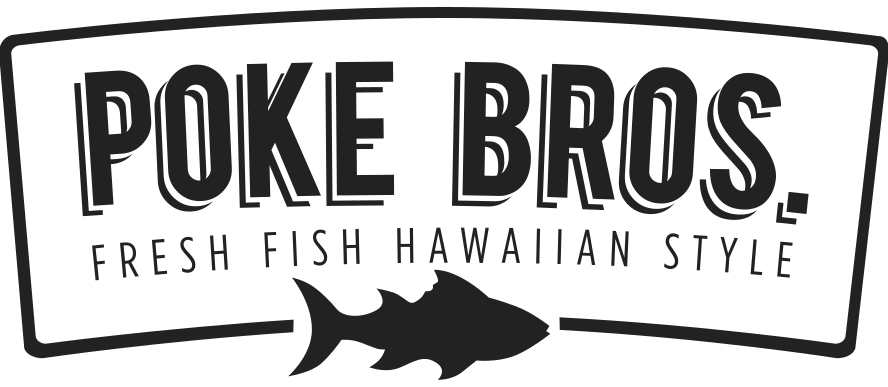 POKE BROS.
FRESH FISH HAWAIIAN STYLE